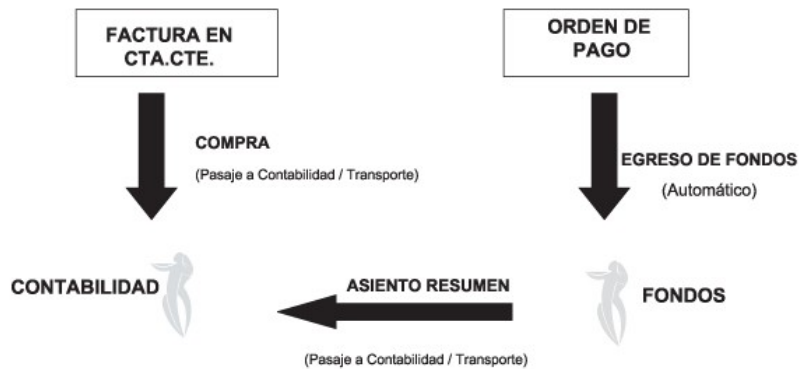 FACTURA EN
CTA.CTE.
ORDEN DE
PAGO
COMPRA
(Pasaje a Contabilidad / Transporte)
EGRESO DE FONDOS
(Automático)
CONTABILIDAD
ASIENTO RESUMEN
FONDOS
(Pasaje a Contabilidad / Transporte)